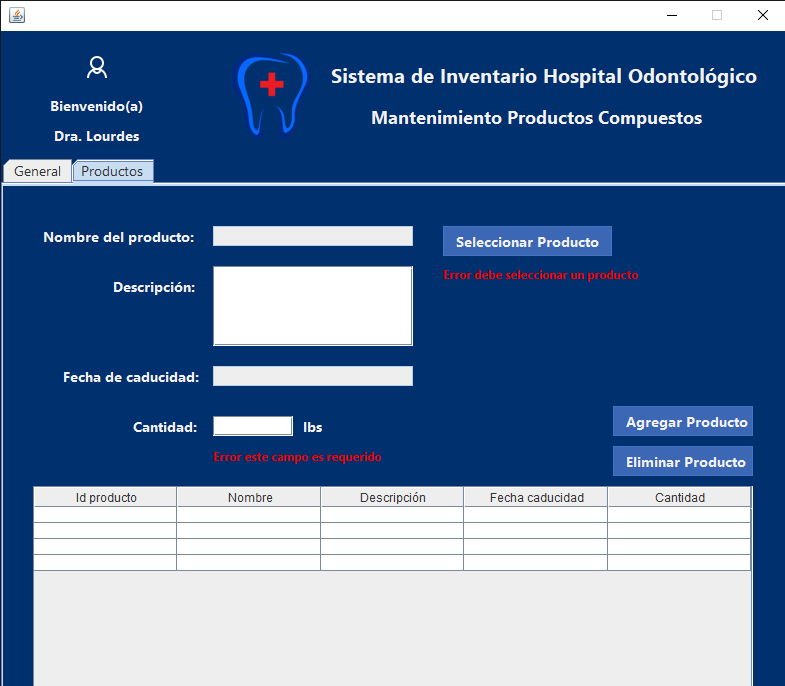 Sistema de Inventario Hospital Odontológico
Bienvenido(a)
Mantenimiento Productos Compuestos
Dra. Lourdes
General Productos
Nombre del producto:
Seleccionar Producto
Error debe seleccionar un producto
Descripción:
Fecha de caducidad:
Cantidad:
lbs
Agregar Producto
Error este campo es requerido
Eliminar Producto
Id producto Nombre Descripción Fecha caducidad Cantidad